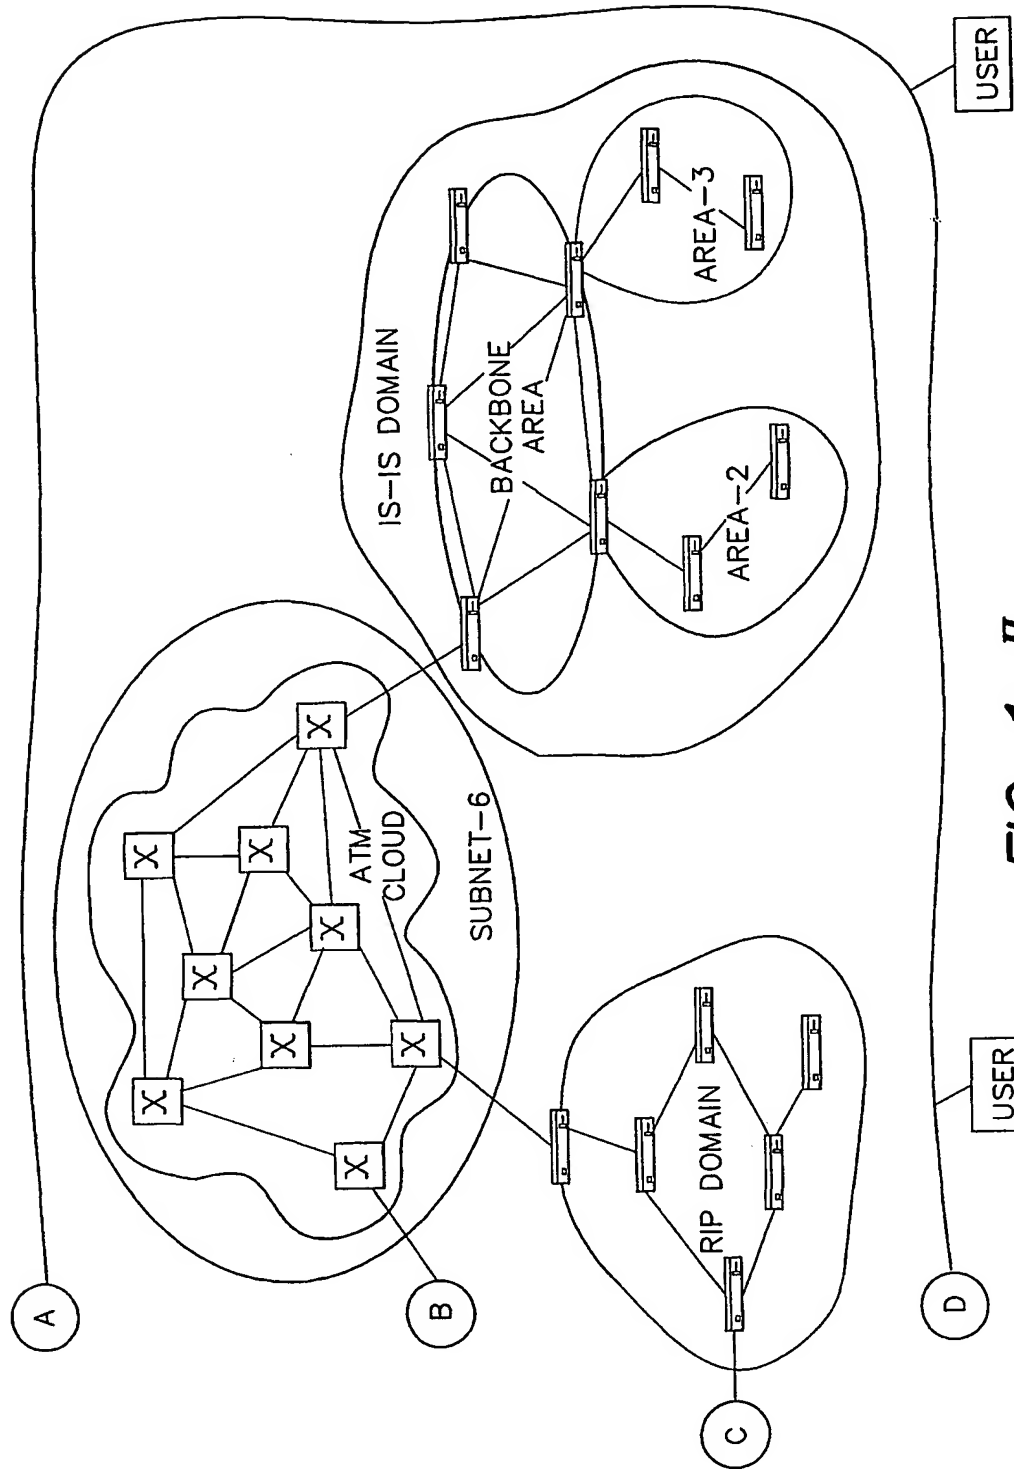 A
B
C
D
ATM
CLOUD
SUBNET-6
IS-IS DOMAIN
BACKBONE
AREA
AREA-2
AREA-3
RIP DOMAIN
USER
USER